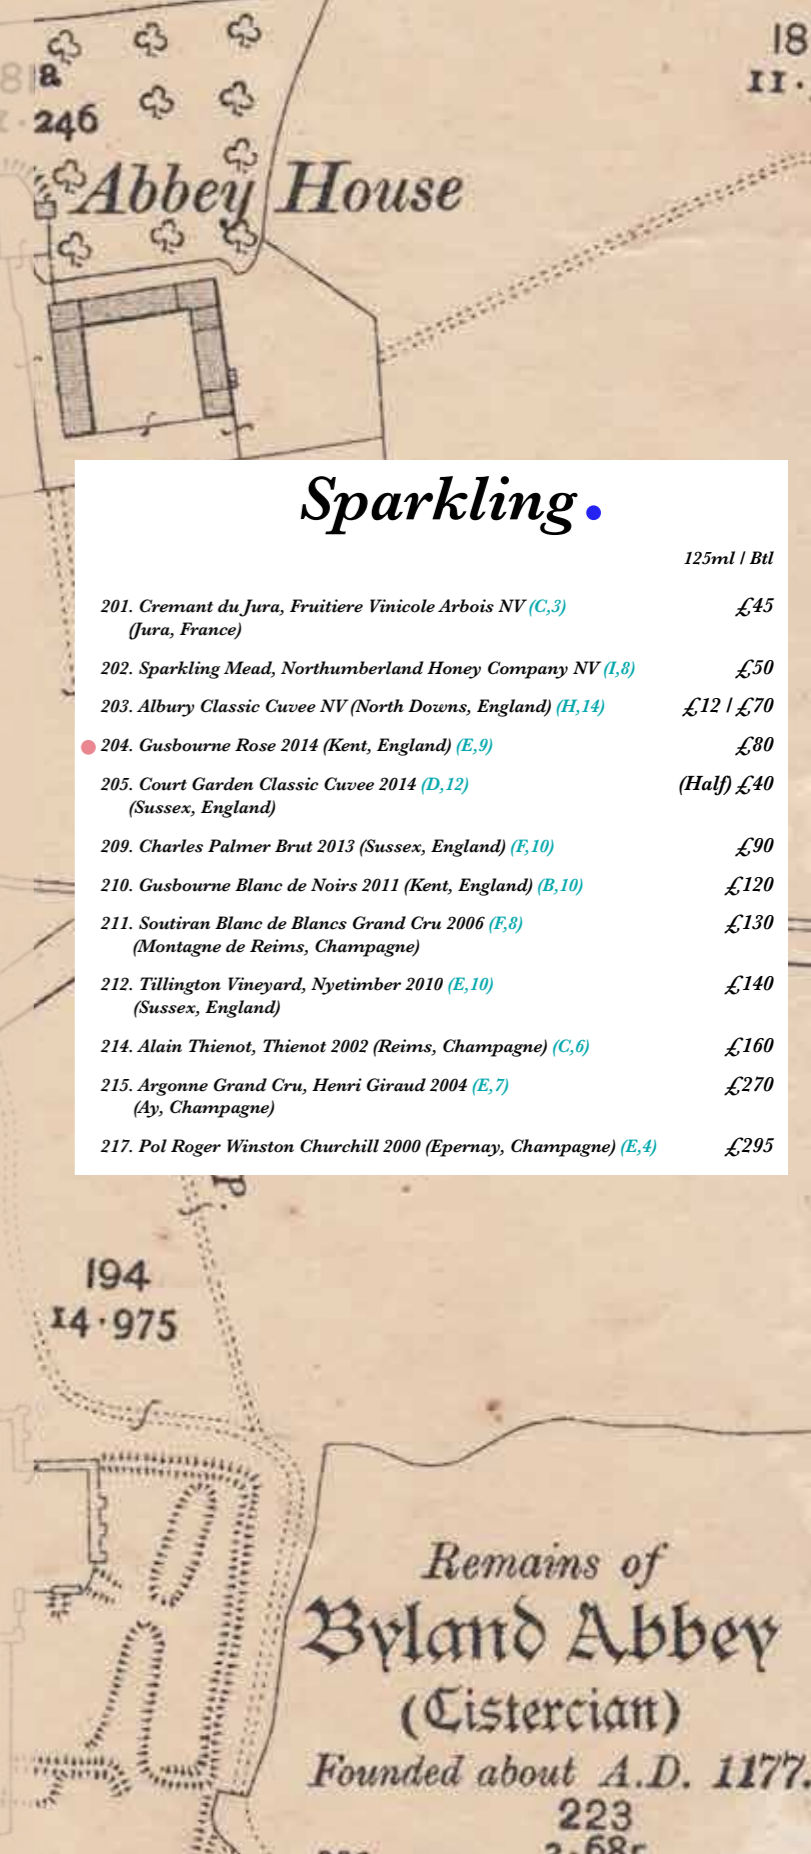 18
11.
18
a
246
Abbey House
Sparkling.
125ml / Btl
201. Cremant du Jura, Fruitiere Vinicole Arbois NV (C,3) £45
(Jura, France)
202. Sparkling Mead, Northumberland Honey Company NV (I,8) £50
203. Albury Classic Cuvee NV (North Downs, England) (H,14) £12 / £70
204. Gusbourne Rose 2014 (Kent, England) (E,9) £80
205. Court Garden Classic Cuvee 2014 (D,12) (Half) £40
(Sussex, England)
209. Charles Palmer Brut 2013 (Sussex, England) (F,10) £90
210. Gusbourne Blanc de Noirs 2011 (Kent, England) (B,10) £120
211. Soutiran Blanc de Blancs Grand Cru 2006 (F,8) £130
(Montagne de Reims, Champagne)
212. Tillington Vineyard, Nyetimber 2010 (E,10) £140
(Sussex, England)
214. Alain Thienot, Thienot 2002 (Reims, Champagne) (C,6) £160
215. Argonne Grand Cru, Henri Giraud 2004 (E,7) £270
(Ay, Champagne)
217. Pol Roger Winston Churchill 2000 (Epernay, Champagne) (E,4) £295
P.
194
14.975
Remains of
Byland Abbey
(Cistercian)
Founded about A.D. 1177.
223